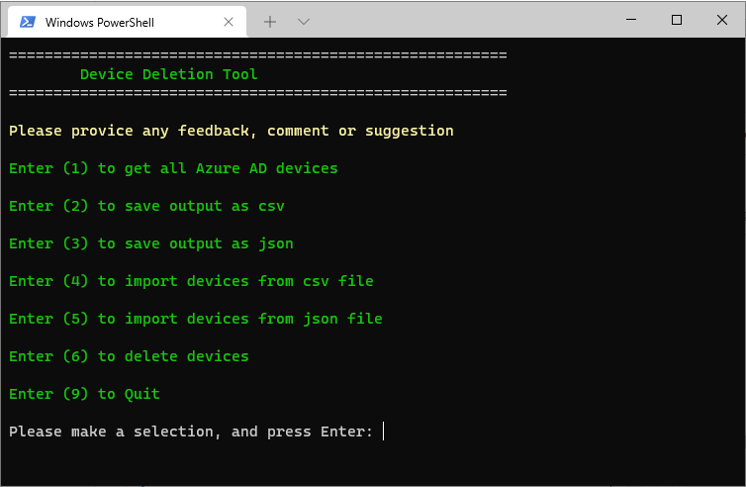 Windows PowerShell
========================================================
Device Deletion Tool
========================================================
Please provice any feedback, comment or suggestion
Enter (1) to get all Azure AD devices
Enter (2) to save output as csv
Enter (3) to save output as json
Enter (4) to import devices from csv file
Enter (5) to import devices from json file
Enter (6) to delete devices
Enter (9) to Quit
Please make a selection, and press Enter: